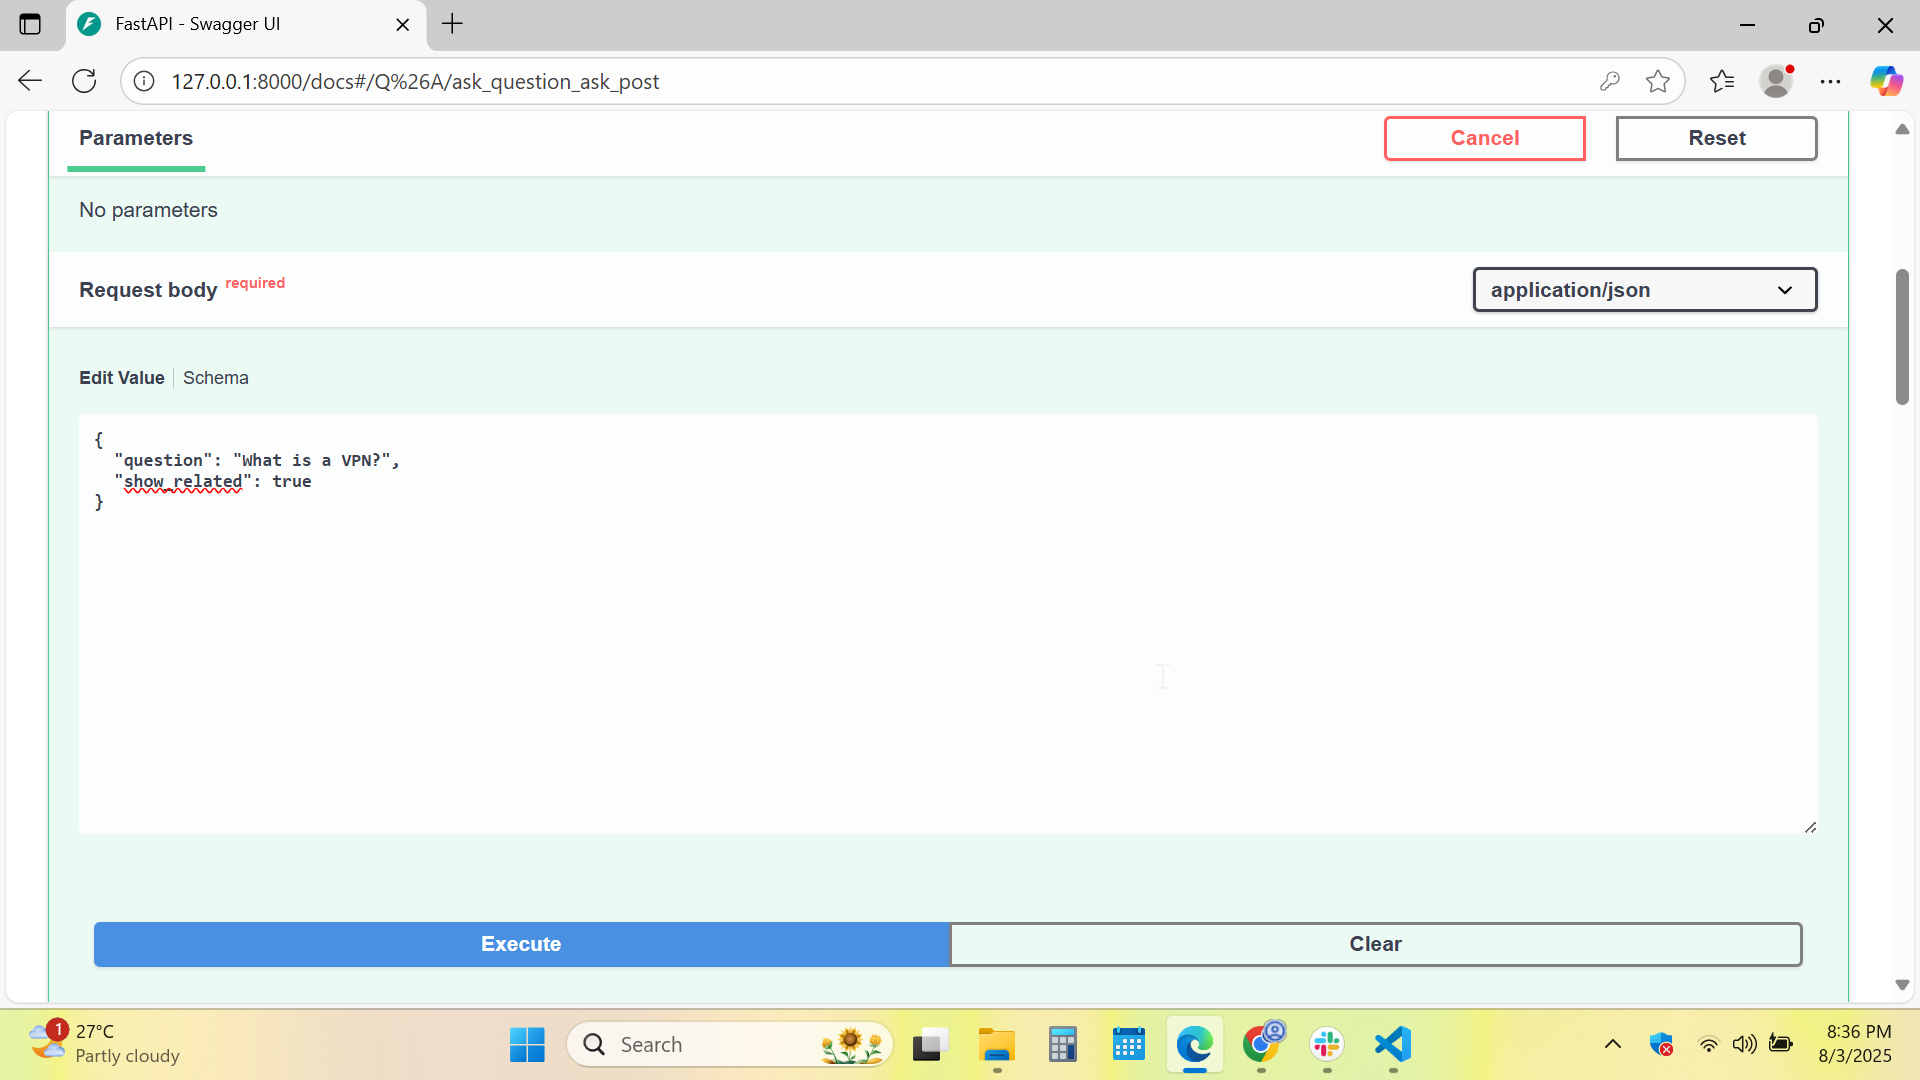 FastAPI - Swagger UI
127.0.0.1:8000/docs#/Q%26A/ask_question_ask_post
Parameters
Cancel
Reset
No parameters
Request body required
application/json
Edit Value
Schema
{
"question": "What is a VPN?",
"show_related": true
}
Execute
Clear
1
27°C
Partly cloudy
Search
8:36 PM
8/3/2025